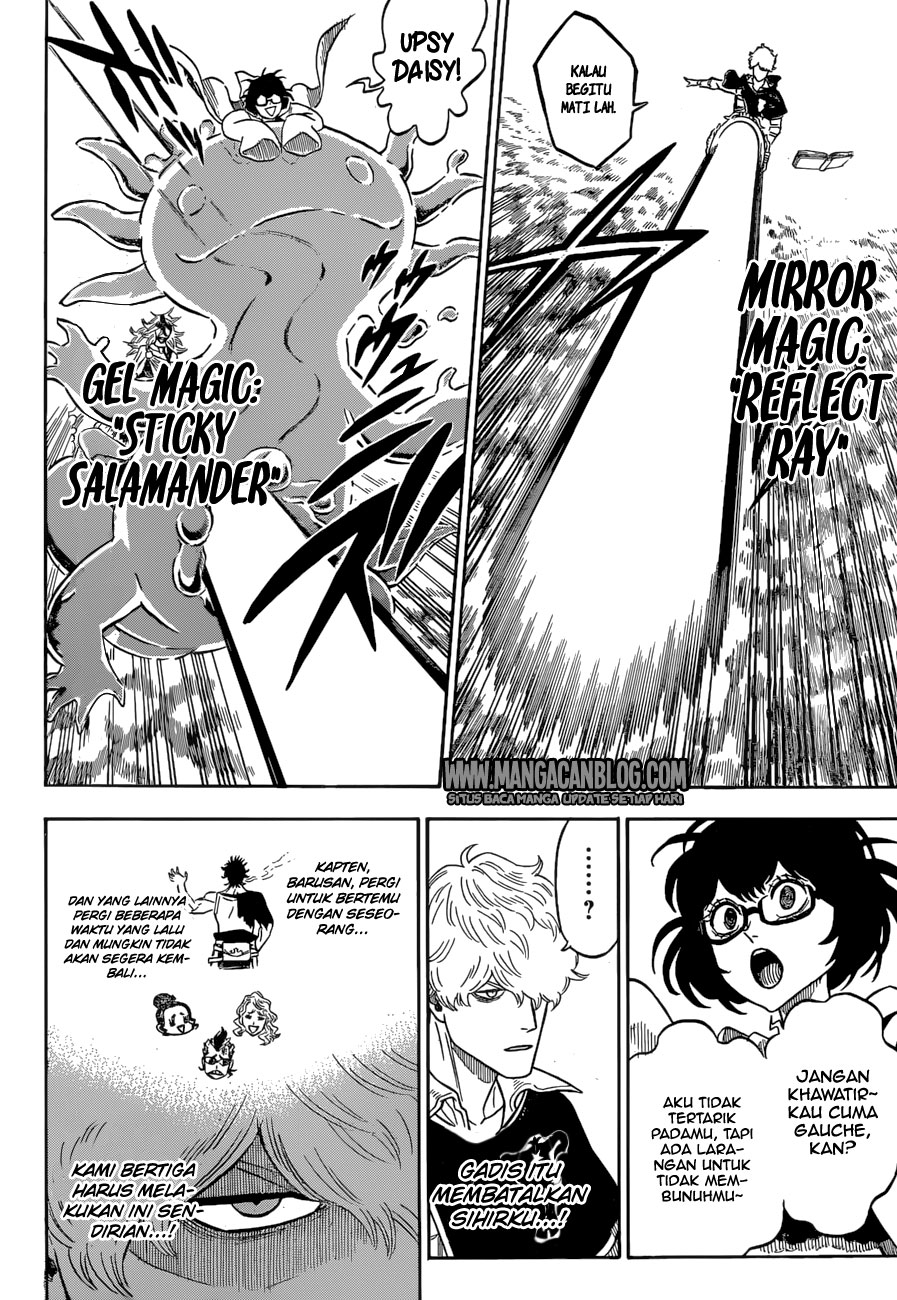 KALAU
BEGITU
MATI LAH.
MIRROR
MAGIC:
"REFLECT
RAY"
UPSY
DAISY!
GEL MAGIC:
"STICKY
SALAMANDER"
WWW.MANGACANBLOG.COM
SITUS BACA MANGA UPDATE SETIAP HARI
JANGAN
KHAWATIR~
KAU CUMA
GAUCHE,
KAN?
AKU TIDAK
TERTARIK
PADAMU, TAPI
ADA LARA-
NGAN UNTUK
TIDAK MEM-
BUNUHMU~
......?
GADIS ITU
MEMBATALKAN
SIHIRKU...!
KAPTEN,
BARUSAN, PERGI
UNTUK BERTEMU
DENGAN SESEO-
RANG...
DAN YANG LAINNYA
PERGI BEBERAPA
WAKTU YANG LALU
DAN MUNGKIN TIDAK
AKAN SEGERA KEM-
BALI...
KAMI BERTIGA
HARUS MELA-
KUKAN INI SEN-
DIRIAN...!